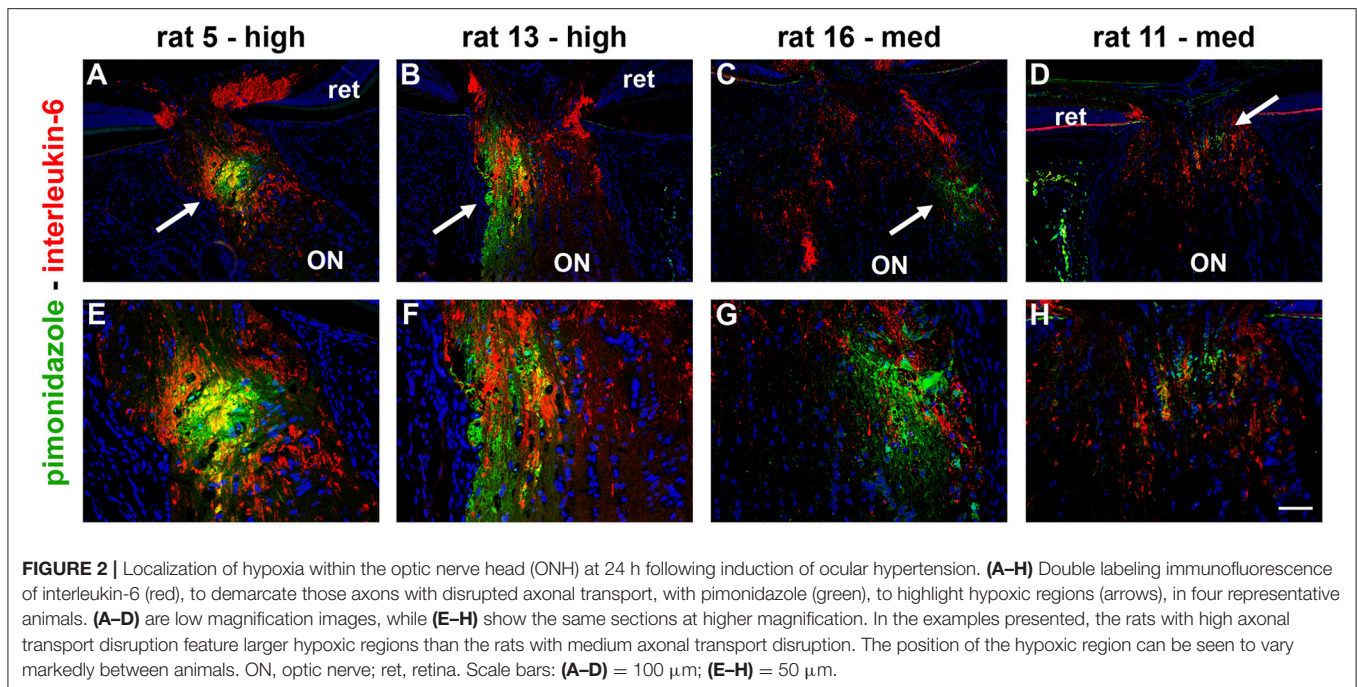 rat 5 - high
rat 13 - high
rat 16 - med
rat 11 - med
pimonidazole - interleukin-6
A
ret
ON
B
ret
ON
C
ON
D
ret
ON
E
F
G
H
FIGURE 2 | Localization of hypoxia within the optic nerve head (ONH) at 24 h following induction of ocular hypertension. (A–H) Double labeling immunofluorescence
of interleukin-6 (red), to demarcate those axons with disrupted axonal transport, with pimonidazole (green), to highlight hypoxic regions (arrows), in four representative
animals. (A–D) are low magnification images, while (E–H) show the same sections at higher magnification. In the examples presented, the rats with high axonal
transport disruption feature larger hypoxic regions than the rats with medium axonal transport disruption. The position of the hypoxic region can be seen to vary
markedly between animals. ON, optic nerve; ret, retina. Scale bars: (A–D) = 100 μm; (E–H) = 50 μm.